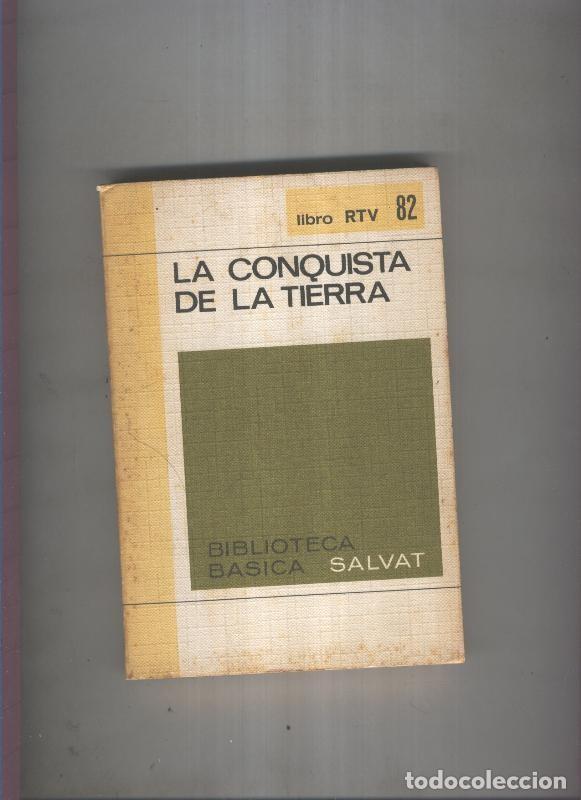 libro RTV 82
LA CONQUISTA
DE LA TIERRA
BIBLIOTECA
BASICA SALVAT
todocoleccion